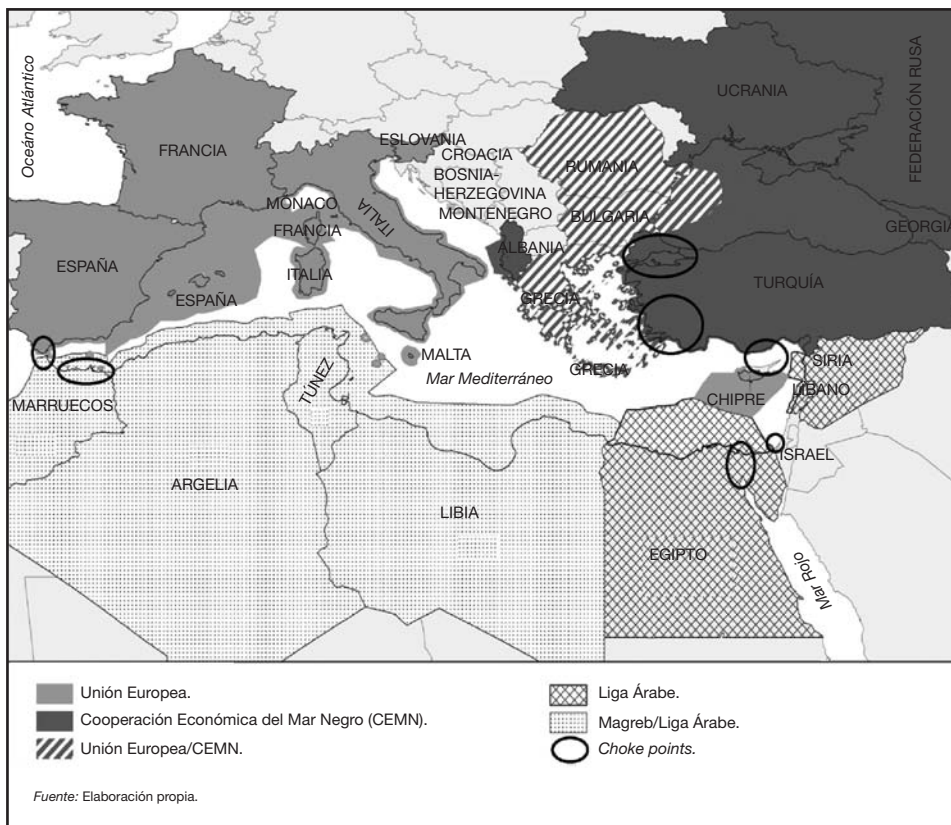 Océano Atlántico
FEDERACIÓN RUSA
UCRANIA
FRANCIA
ESLOVANIA
CROACIA
RUMANIA
BOSNIA-
HERZEGOVINA
MÓNACO
ITALIA
MONTENEGRO
BULGARIA
FRANCIA
GEORGIA
ALBANIA
ESPAÑA
ITALIA
TURQUÍA
ESPAÑA
GRECIA
MALTA
GRECIA
SIRIA
Mar Mediterráneo
TÚNEZ
CHIPRE
LÍBANO
MARRUECOS
ISRAEL
ARGELIA
LIBIA
EGIPTO
Mar Rojo
Unión Europea.
Cooperación Económica del Mar Negro (CEMN).
Unión Europea/CEMN.
Liga Árabe.
Magreb/Liga Árabe.
Choke points.
Fuente: Elaboración propia.